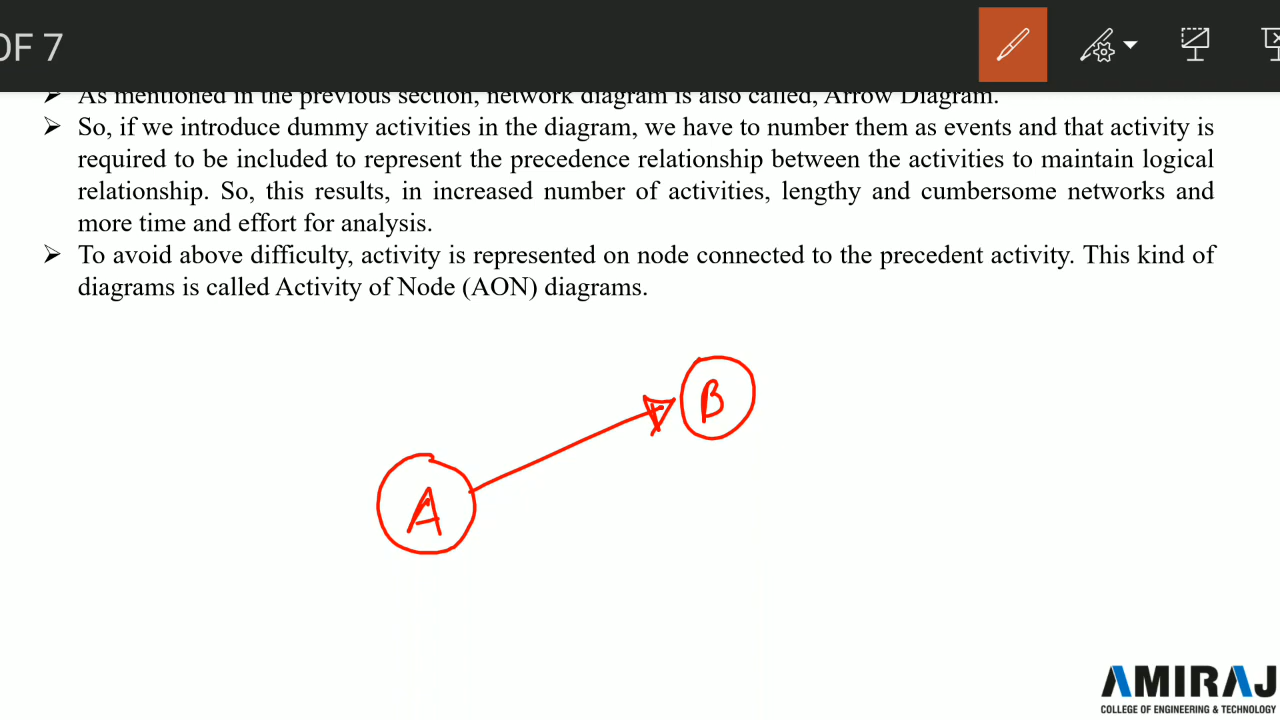 OF 7
➢ As mentioned in the previous section, network diagram is also called, Arrow Diagram.
➢ So, if we introduce dummy activities in the diagram, we have to number them as events and that activity is
required to be included to represent the precedence relationship between the activities to maintain logical
relationship. So, this results, in increased number of activities, lengthy and cumbersome networks and
more time and effort for analysis.
➢ To avoid above difficulty, activity is represented on node connected to the precedent activity. This kind of
diagrams is called Activity of Node (AON) diagrams.
B
A
AMIRAJ
COLLEGE OF ENGINEERING & TECHNOLOGY